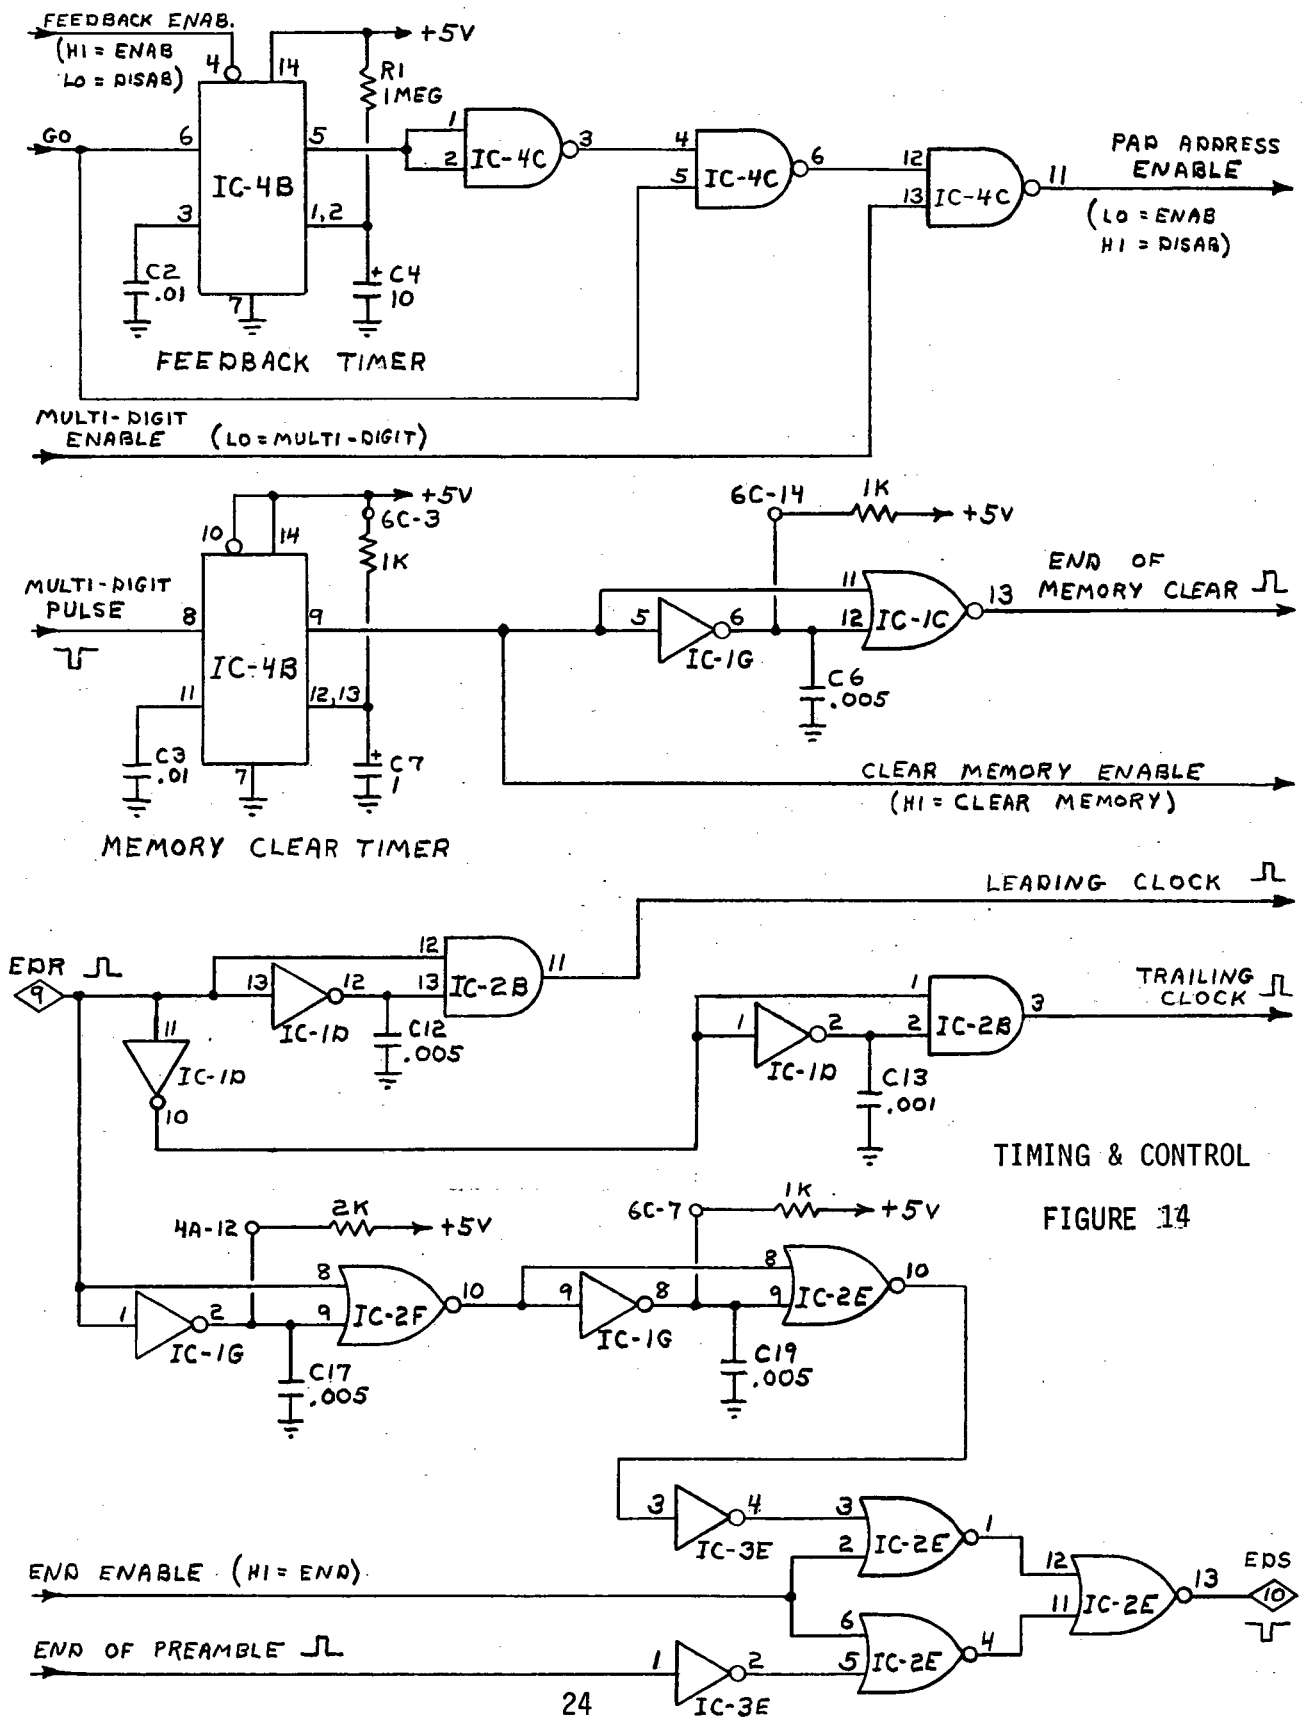 FEEDBACK ENAB.
(HI = ENAB
LO = DISAB)
4
14
+5V
R1
1MEG
GO
6
5
1
2
IC-4C
3
4
5
IC-4C
6
12
13
IC-4C
11
PAD ADDRESS
ENABLE
(LO = ENAB
HI = DISAB)
IC-4B
3
1,2
C2
.01
7
C4
+
10
FEEDBACK TIMER
MULTI-DIGIT
ENABLE (LO = MULTI-DIGIT)
10
14
+5V
6C-3
1K
6C-14
1K
+5V
MULTI-DIGIT
PULSE
8
9
IC-4B
5
6
IC-1G
11
12
IC-1C
13
END OF
MEMORY CLEAR
11
12,13
C3
.01
7
+
C7
1
C6
.005
CLEAR MEMORY ENABLE
(HI = CLEAR MEMORY)
MEMORY CLEAR TIMER
LEADING CLOCK
EDR
9
13
12
IC-1D
12
13
IC-2B
11
C12
.005
11
IC-1D
10
1
2
IC-1D
1
2
IC-2B
3
TRAILING
CLOCK
C13
.001
TIMING & CONTROL
FIGURE 14
4A-12
2K
+5V
6C-7
1K
+5V
1
2
IC-1G
8
9
IC-2F
10
C17
.005
9
8
IC-1G
8
9
IC-2E
10
C19
.005
3
4
IC-3E
3
2
IC-2E
1
END ENABLE (HI = END)
12
11
IC-2E
13
EDS
10
END OF PREAMBLE
1
2
IC-3E
6
5
IC-2E
4
24